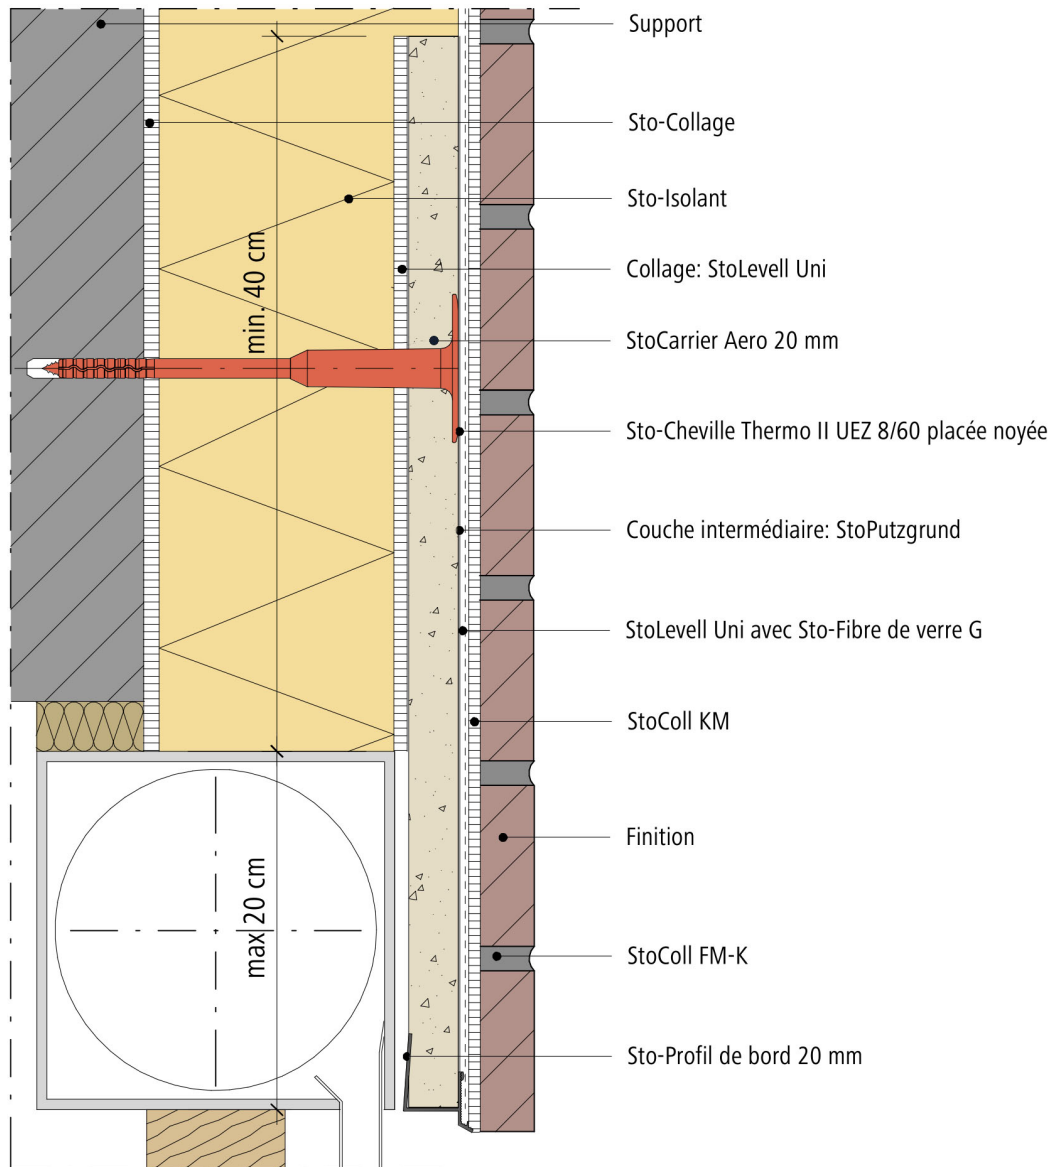 Support
Sto-Collage
Sto-Isolant
min. 40 cm
Collage: StoLevell Uni
StoCarrier Aero 20 mm
Sto-Cheville Thermo II UEZ 8/60 placée noyée
Couche intermédiaire: StoPutzgrund
StoLevell Uni avec Sto-Fibre de verre G
StoColl KM
Finition
max 20 cm
StoColl FM-K
Sto-Profil de bord 20 mm